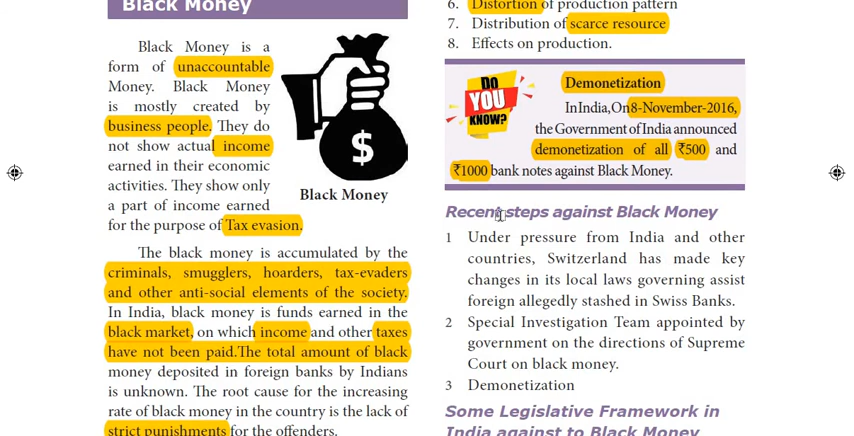 Black Money
Black Money is a
form of unaccountable
Money. Black Money
is mostly created by
business people. They do
not show actual income
earned in their economic
activities. They show only
a part of income earned
for the purpose of Tax evasion.
$
Black Money
The black money is accumulated by the
criminals, smugglers, hoarders, tax-evaders
and other anti-social elements of the society.
In India, black money is funds earned in the
black market, on which income and other taxes
have not been paid.The total amount of black
money deposited in foreign banks by Indians
is unknown. The root cause for the increasing
rate of black money in the country is the lack of
strict punishments for the offenders.
6. Distortion of production pattern
7. Distribution of scarce resource
8. Effects on production.
DO
YOU
KNOW?
Demonetization
In India, On 8-November-2016,
the Government of India announced
demonetization of all ₹500 and
₹1000 bank notes against Black Money.
Recent steps against Black Money
1 Under pressure from India and other
countries, Switzerland has made key
changes in its local laws governing assist
foreign allegedly stashed in Swiss Banks.
2 Special Investigation Team appointed by
government on the directions of Supreme
Court on black money.
3 Demonetization
Some Legislative Framework in
India against to Black Money